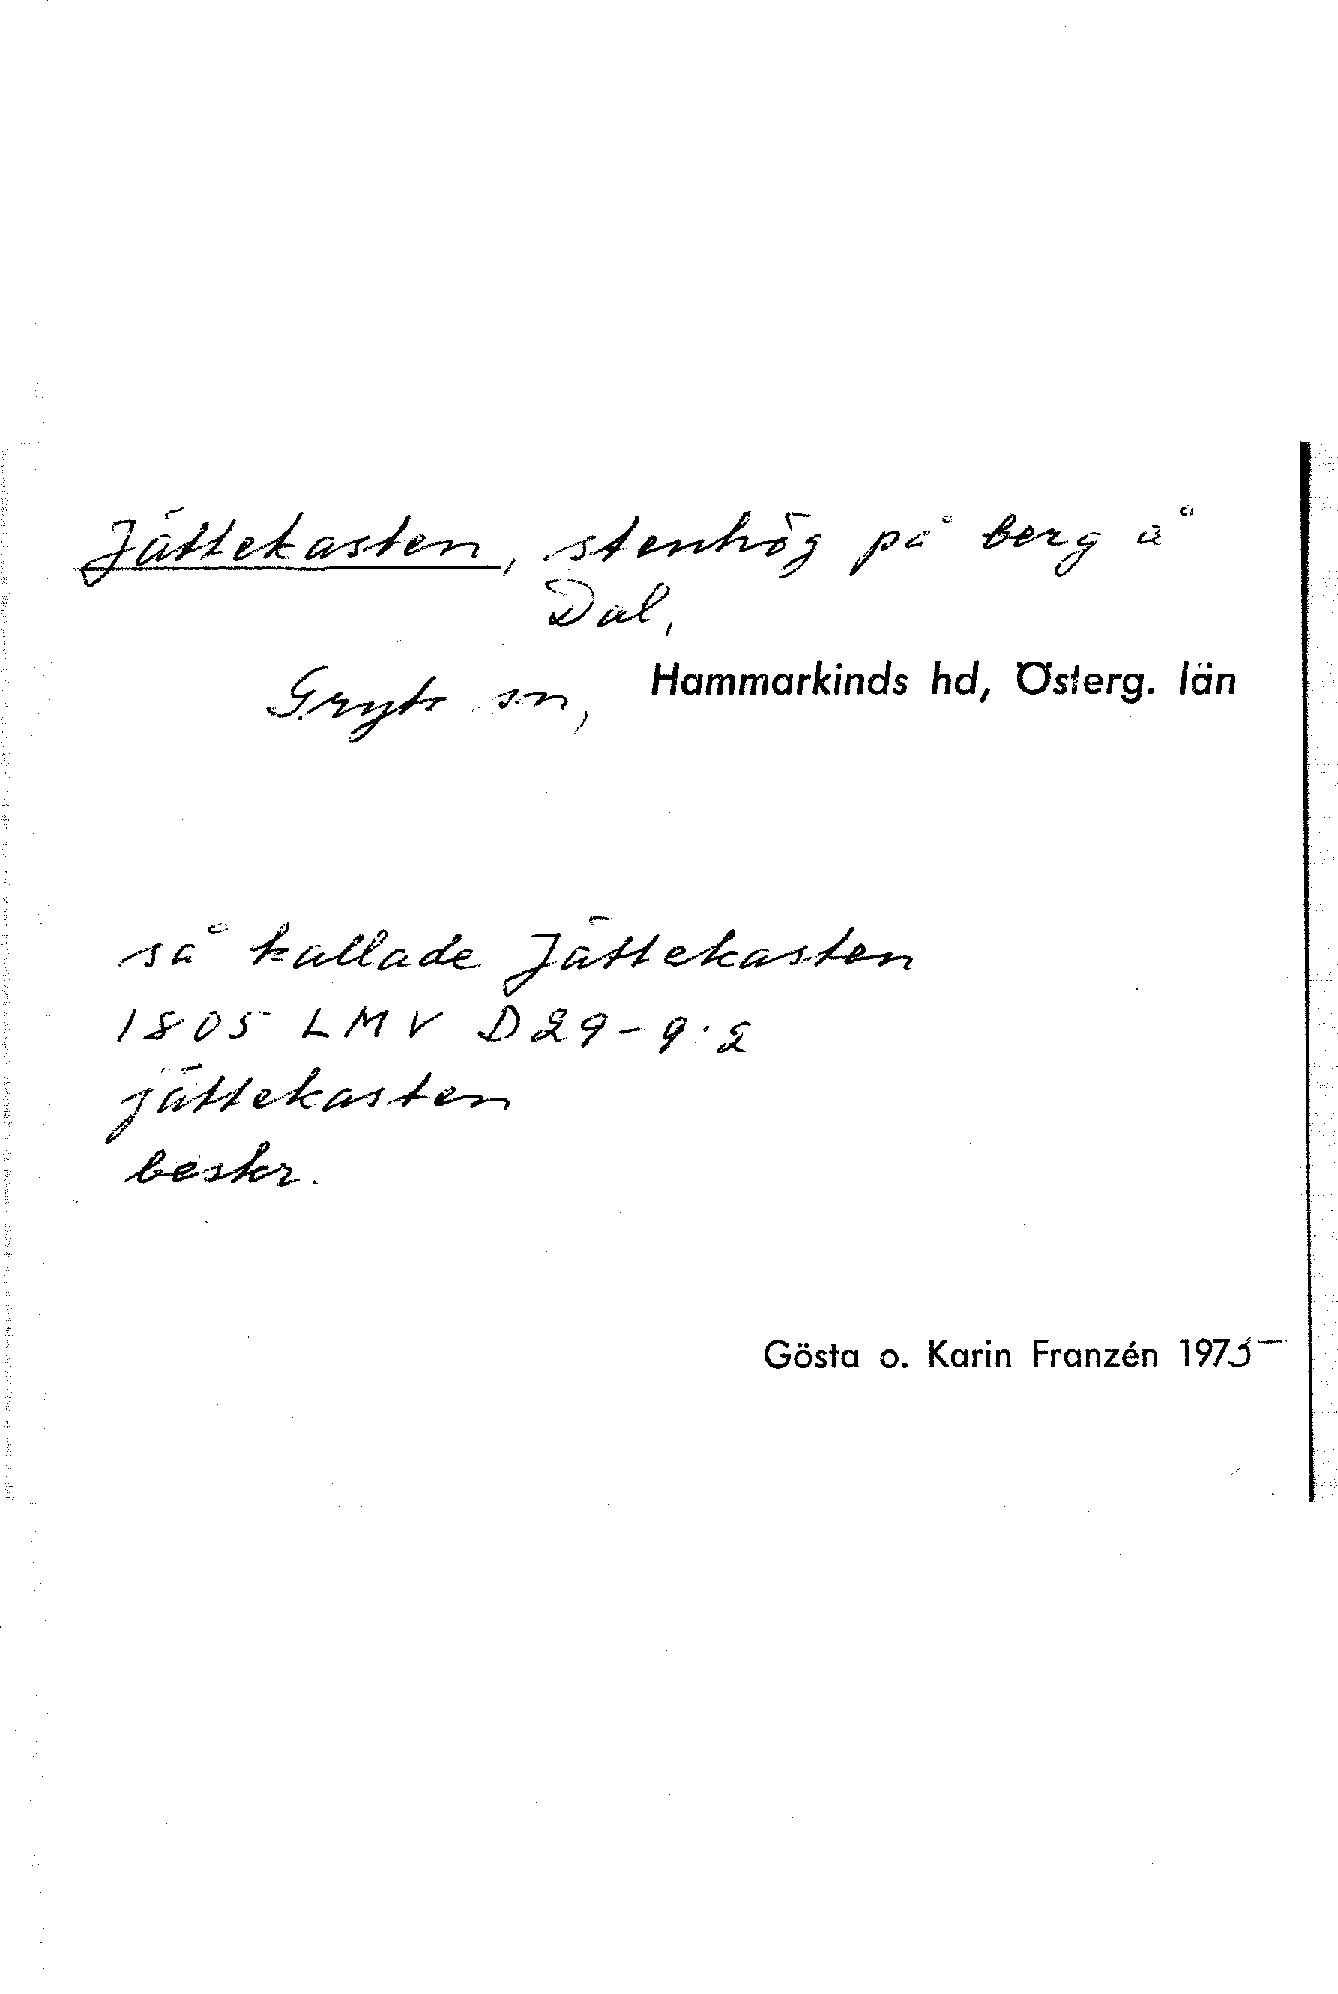 Jättekasten, stenhög på berg å
Dal,
Gryts sn, Hammarkinds hd, Österg. län
så kallade Jättekasten
1805 LMV D29-9:2
jättekasten
beskr.
Gösta o. Karin Franzén 1975